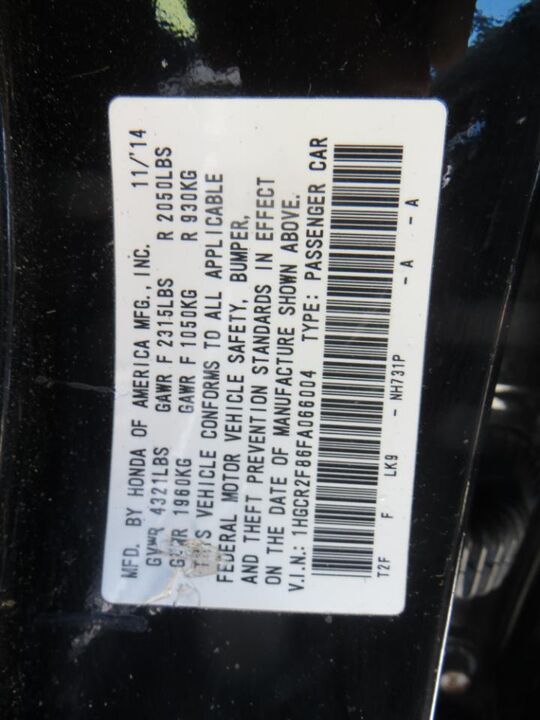 MFD. BY HONDA OF AMERICA MFG., INC. 11/'14
GVWR 4321LBS GAWR F 2315LBS R 2050LBS
GVWR 1960KG GAWR F 1050KG R 930KG
THIS VEHICLE CONFORMS TO ALL APPLICABLE
FEDERAL MOTOR VEHICLE SAFETY, BUMPER,
AND THEFT PREVENTION STANDARDS IN EFFECT
ON THE DATE OF MANUFACTURE SHOWN ABOVE.
V.I.N.: 1HGCR2F86FA066004 TYPE: PASSENGER CAR
T2F F LK9 - NH731P - A - A